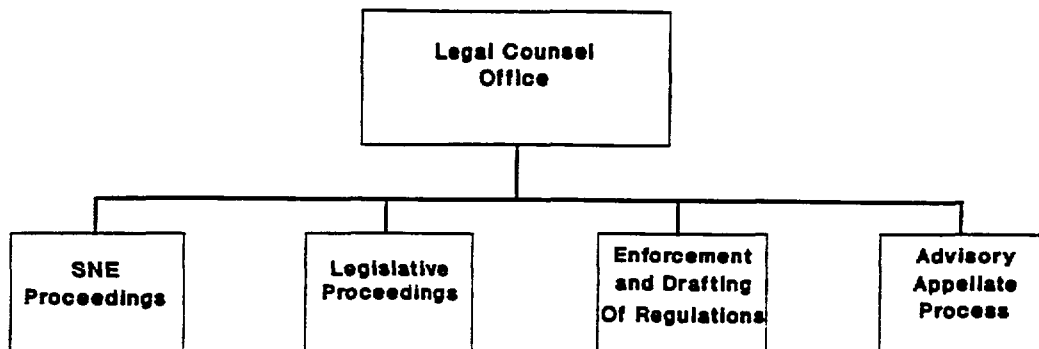 Legal Counsel
Office
SNE
Proceedings
Legislative
Proceedings
Enforcement
and Drafting
Of Regulations
Advisory
Appellate
Process